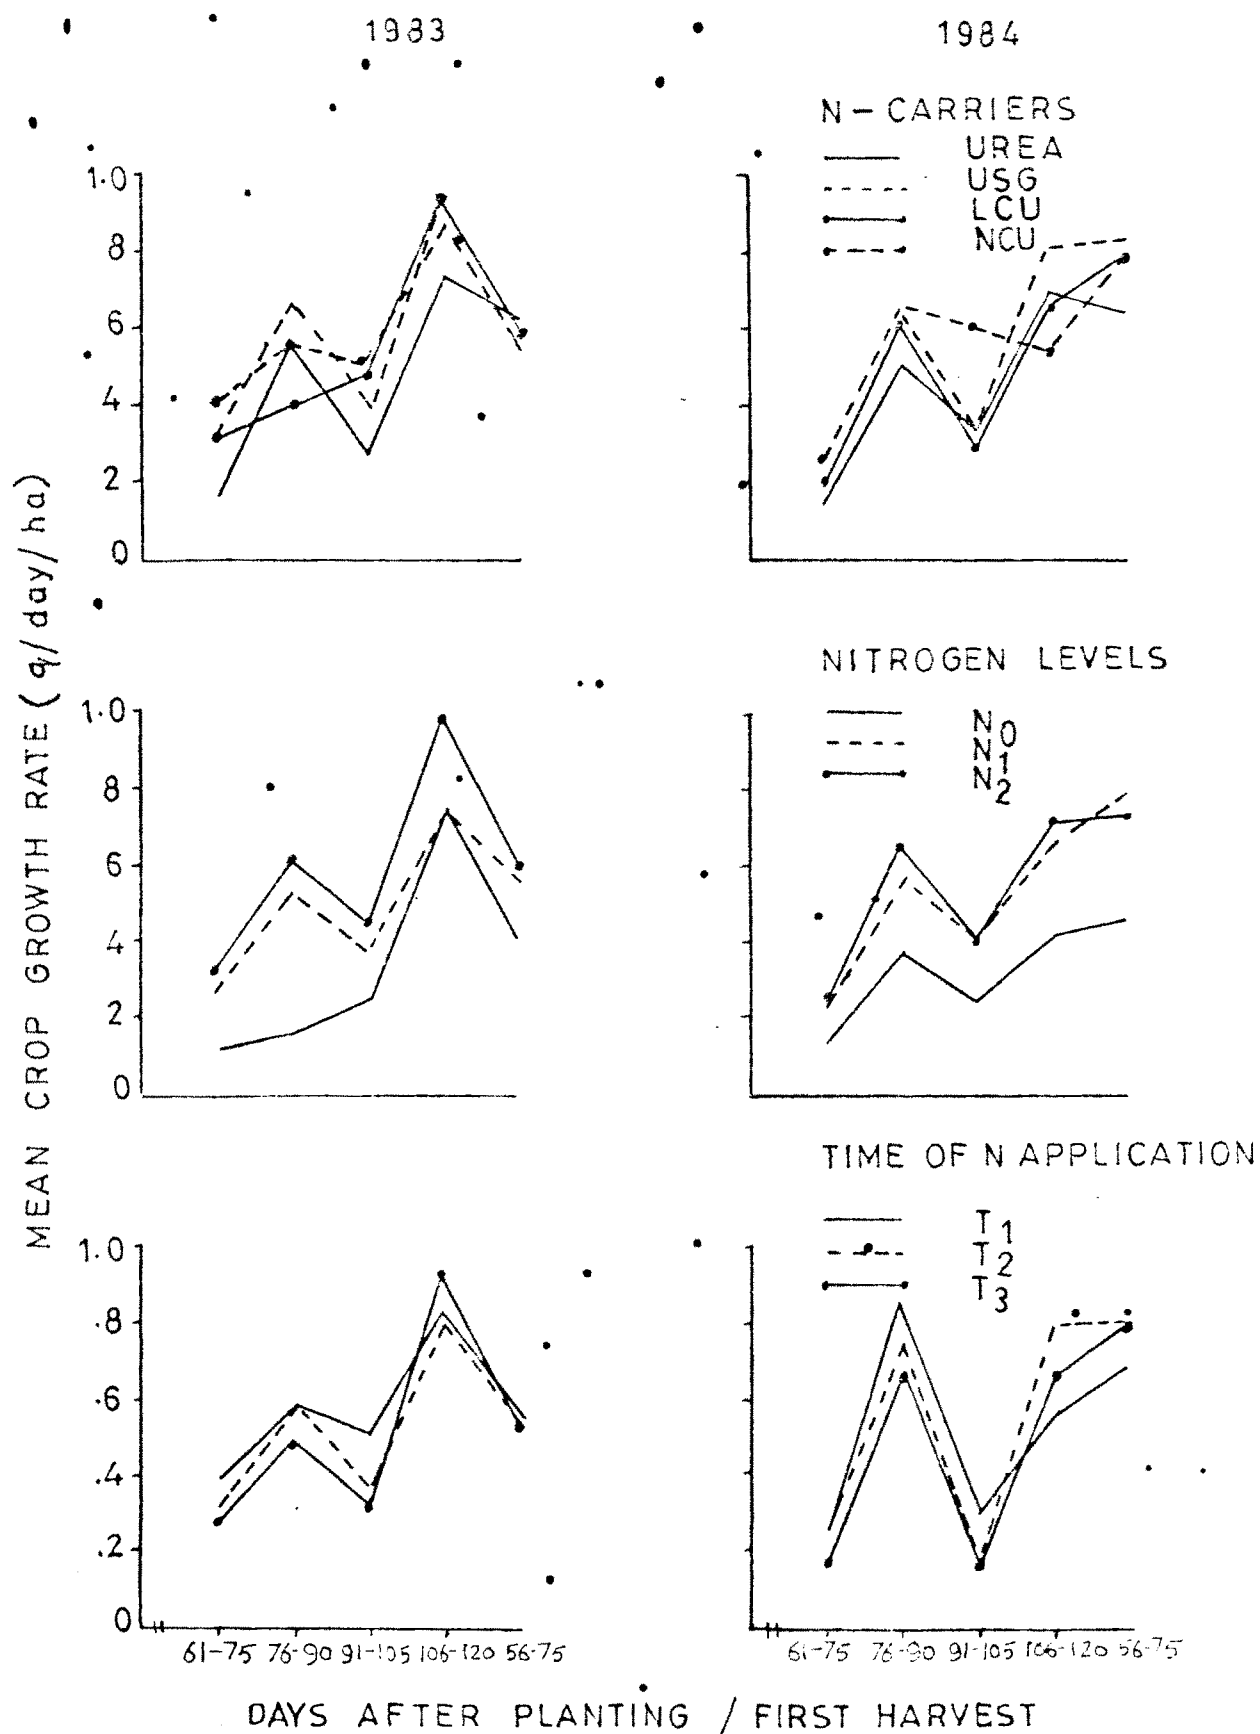 1983
1984
N-CARRIERS
UREA
USG
LCU
NCU
1.0
8
6
4
2
0
MEAN CROP GROWTH RATE (q/day/ha)
NITROGEN LEVELS
N0
N1
N2
1.0
8
6
4
2
0
TIME OF N APPLICATION
T1
T2
T3
1.0
.8
.6
.4
.2
0
61-75 76-90 91-105 106-120 56-75
61-75 76-90 91-105 106-120 56-75
DAYS AFTER PLANTING / FIRST HARVEST